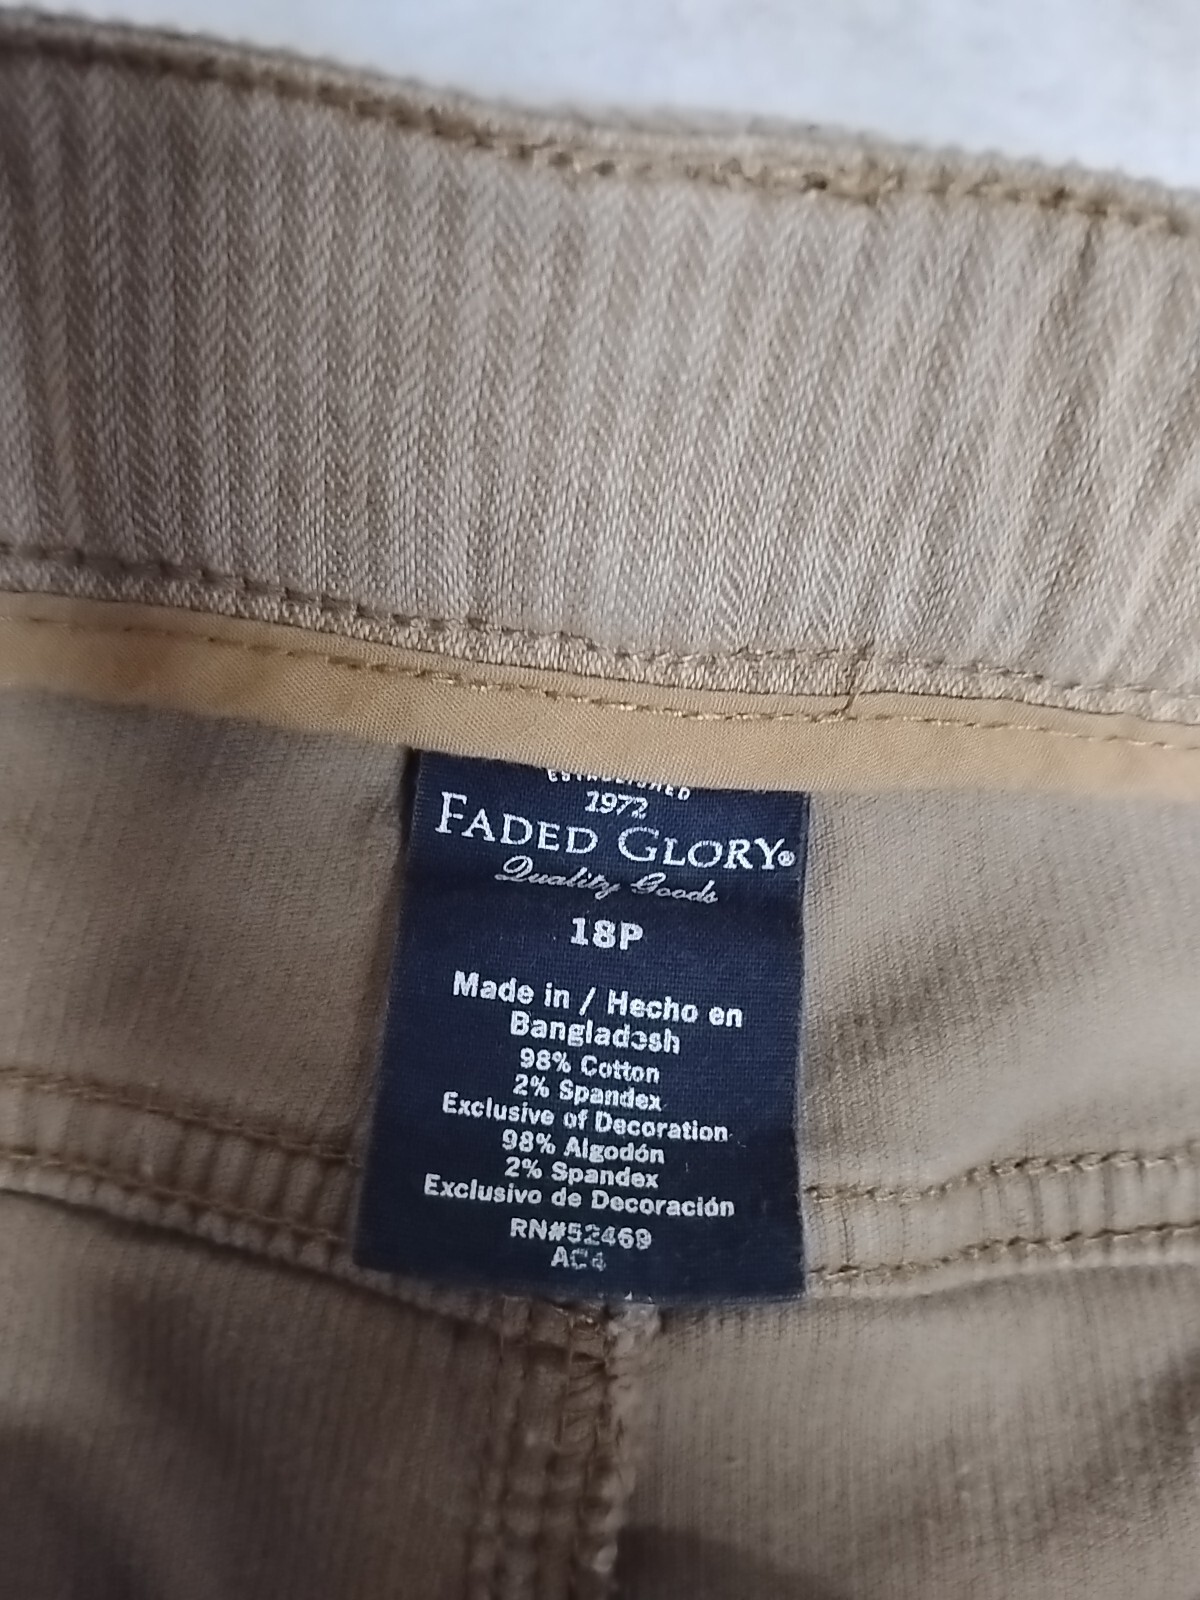 ESTABLISHED
1972
FADED GLORY®
Quality Goods
18P
Made in / Hecho en
Bangladesh
98% Cotton
2% Spandex
Exclusive of Decoration
98% Algodón
2% Spandex
Exclusivo de Decoración
RN#52469
AC4